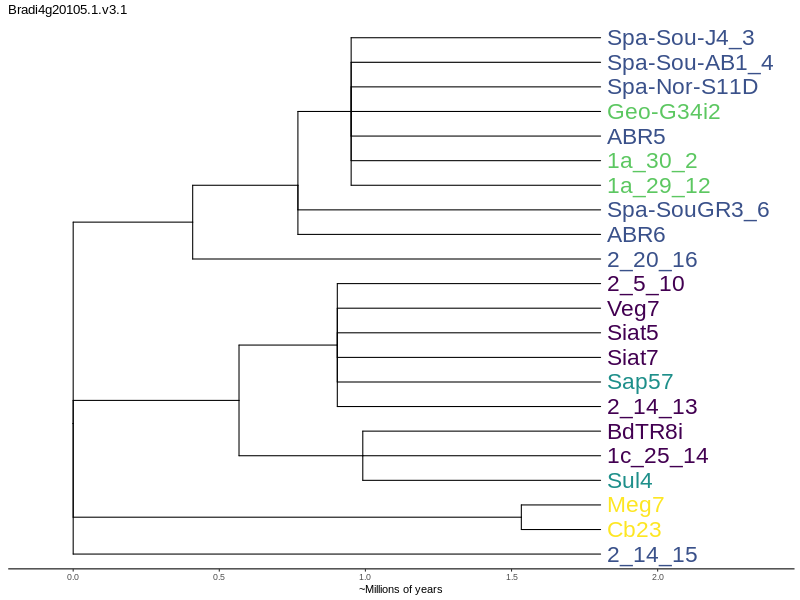 Bradi4g20105.1.v3.1
Spa-Sou-J4_3
Spa-Sou-AB1_4
Spa-Nor-S11D
Geo-G34i2
ABR5
1a_30_2
1a_29_12
Spa-SouGR3_6
ABR6
2_20_16
2_5_10
Veg7
Siat5
Siat7
Sap57
2_14_13
BdTR8i
1c_25_14
Sul4
Meg7
Cb23
2_14_15
0.0 0.5 1.0 1.5 2.0
~Millions of years